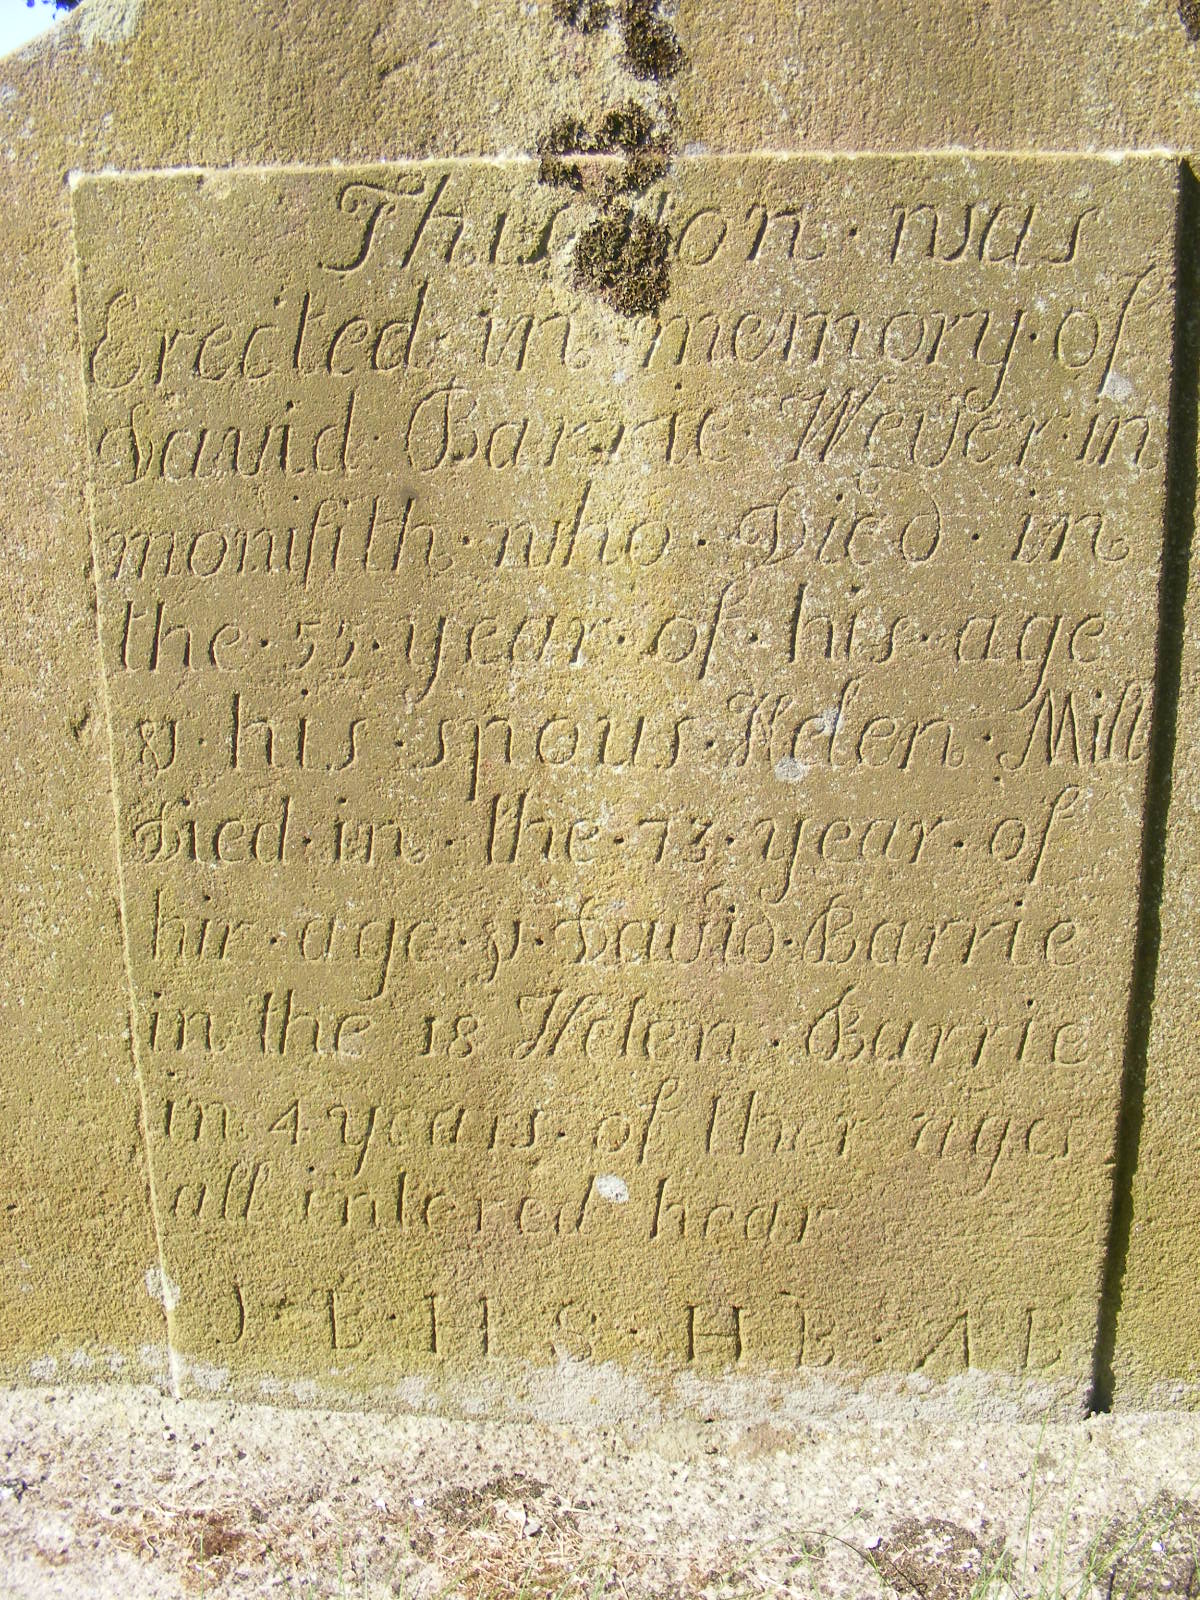 This ston · was
Erected · in memory · of
David · Barrie · Wever · in
monifith · who · Died · in
the · 55 · year · of · his · age
& · his · spous · Helen · Mill
Died · in · the · 73 · year · of
hir · age · & · David · Barrie
in the 18 Helen · Barrie
in 4 years · of ther ages
all intered hear
J · B · H S · H B · A B